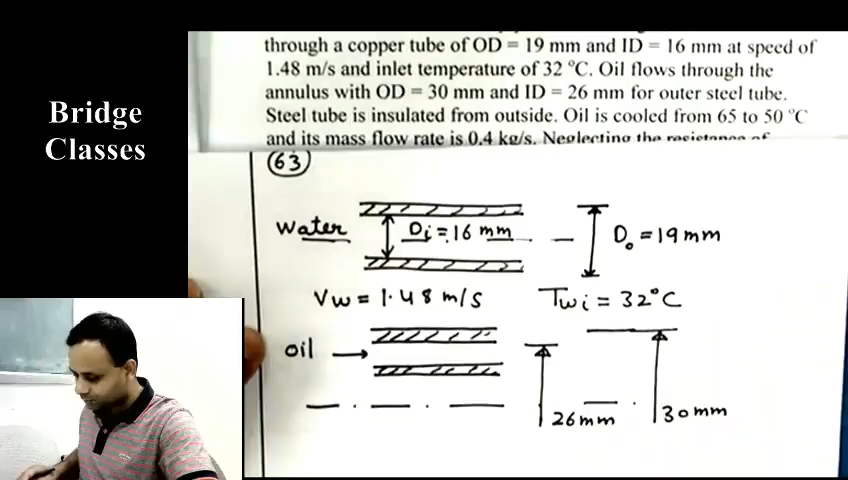 Bridge
Classes
through a copper tube of OD = 19 mm and ID = 16 mm at speed of
1.48 m/s and inlet temperature of 32 °C. Oil flows through the
annulus with OD = 30 mm and ID = 26 mm for outer steel tube.
Steel tube is insulated from outside. Oil is cooled from 65 to 50 °C
and its mass flow rate is 0.4 kg/s. Neglecting the resistance of
63
Water Di = 16 mm Do = 19 mm
Vw = 1.48 m/s Twi = 32°C
oil
26mm 30mm